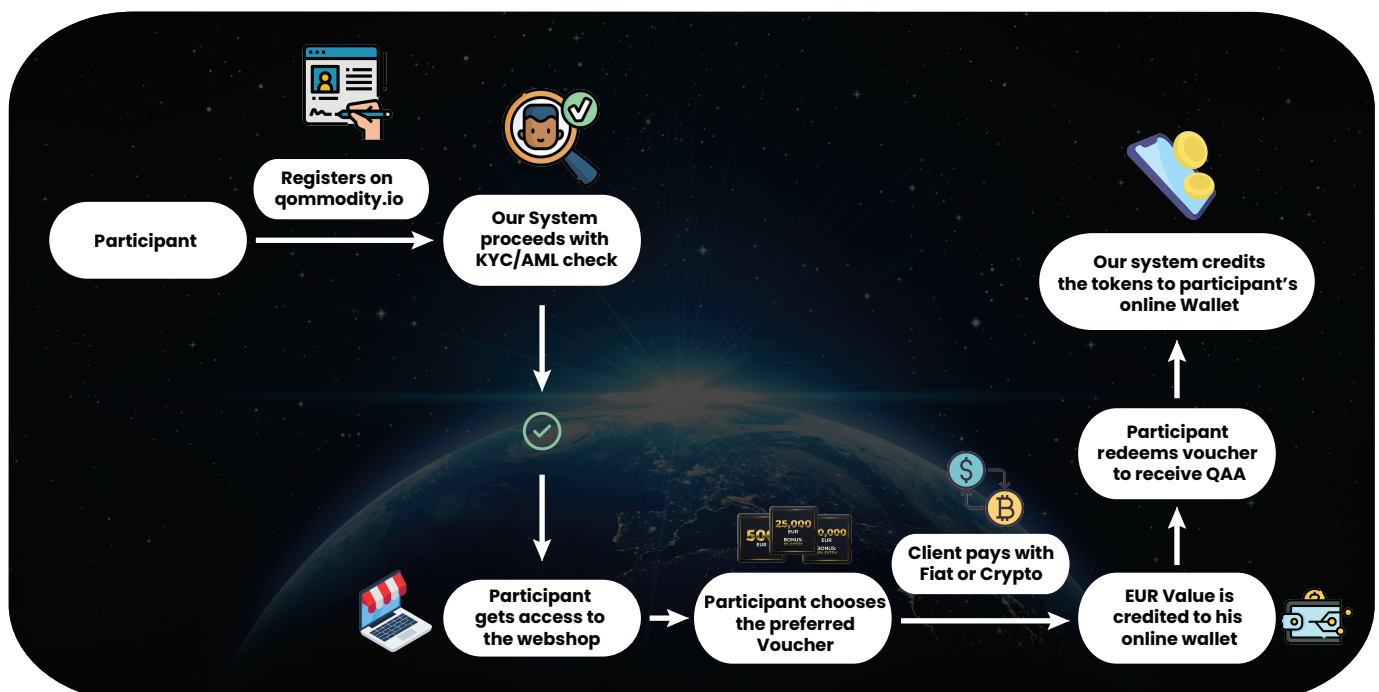 Participant
Registers on
qommodity.io
Our System
proceeds with
KYC/AML check
Participant
gets access to
the webshop
Participant chooses
the preferred
Voucher
500
EUR
25,000
EUR
BONUS:
EUR
BONUS:
Client pays with
Fiat or Crypto
EUR Value is
credited to his
online wallet
Participant
redeems voucher
to receive QAA
Our system credits
the tokens to participant’s
online Wallet